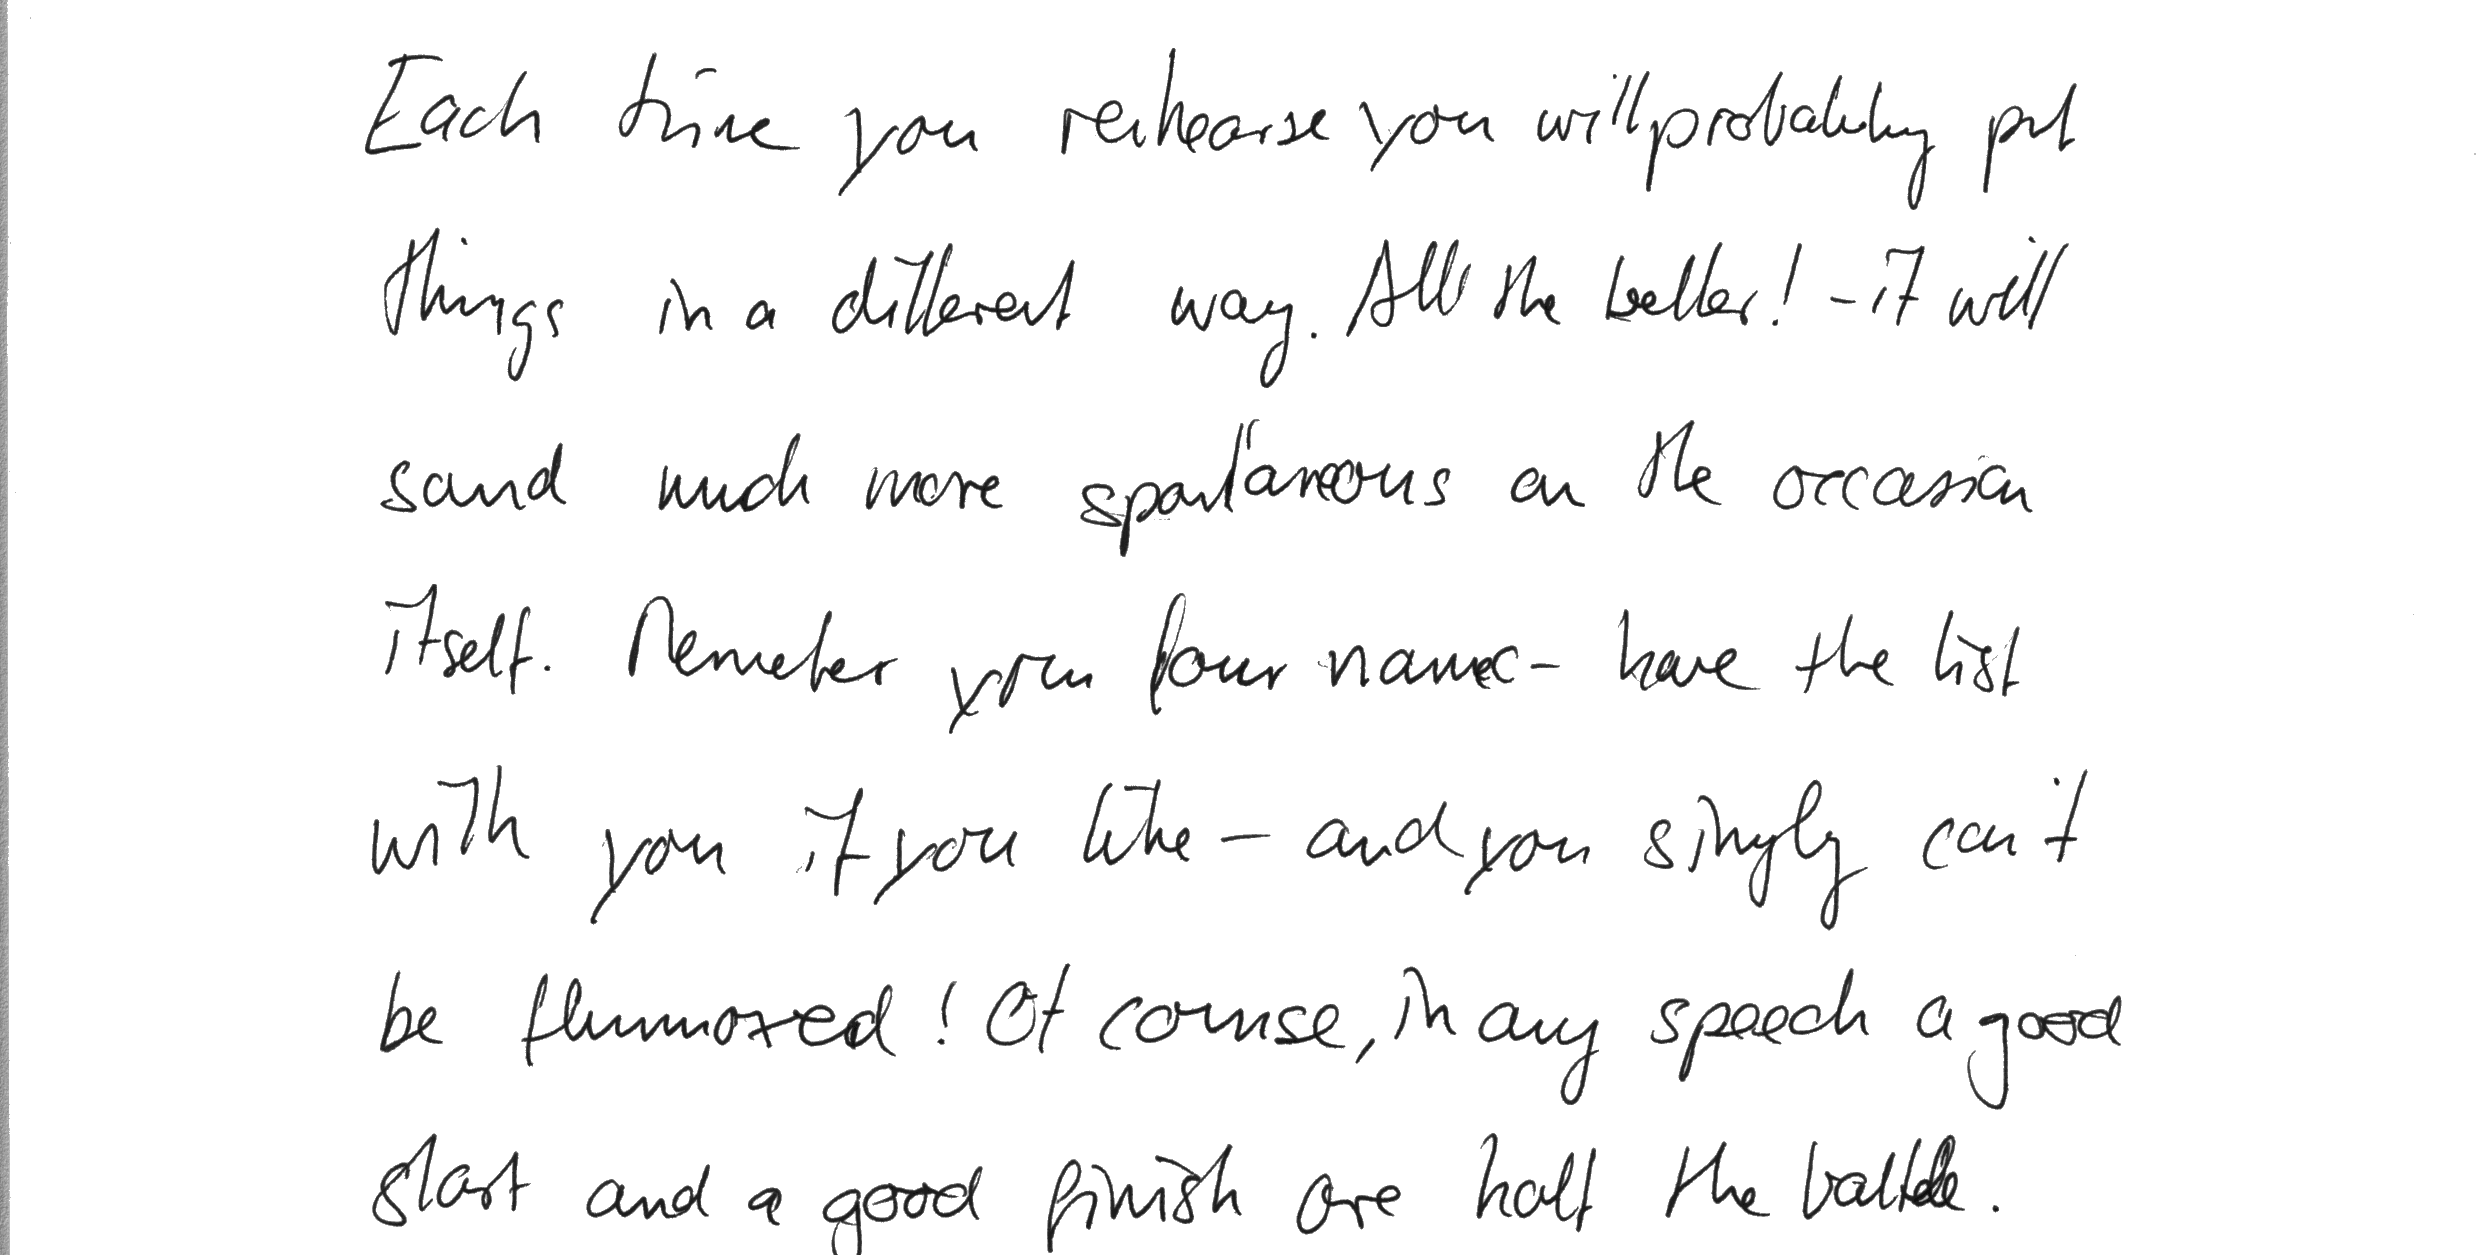 Each time you rehearse you will probably put
things in a different way. All the better! - it will
sound much more spontaneous on the occasion
itself. Remeber your four names - have the list
with you if you like - and you simply can't
be flummoxed! Of course, in any speech a good
start and a good finish are half the battle.